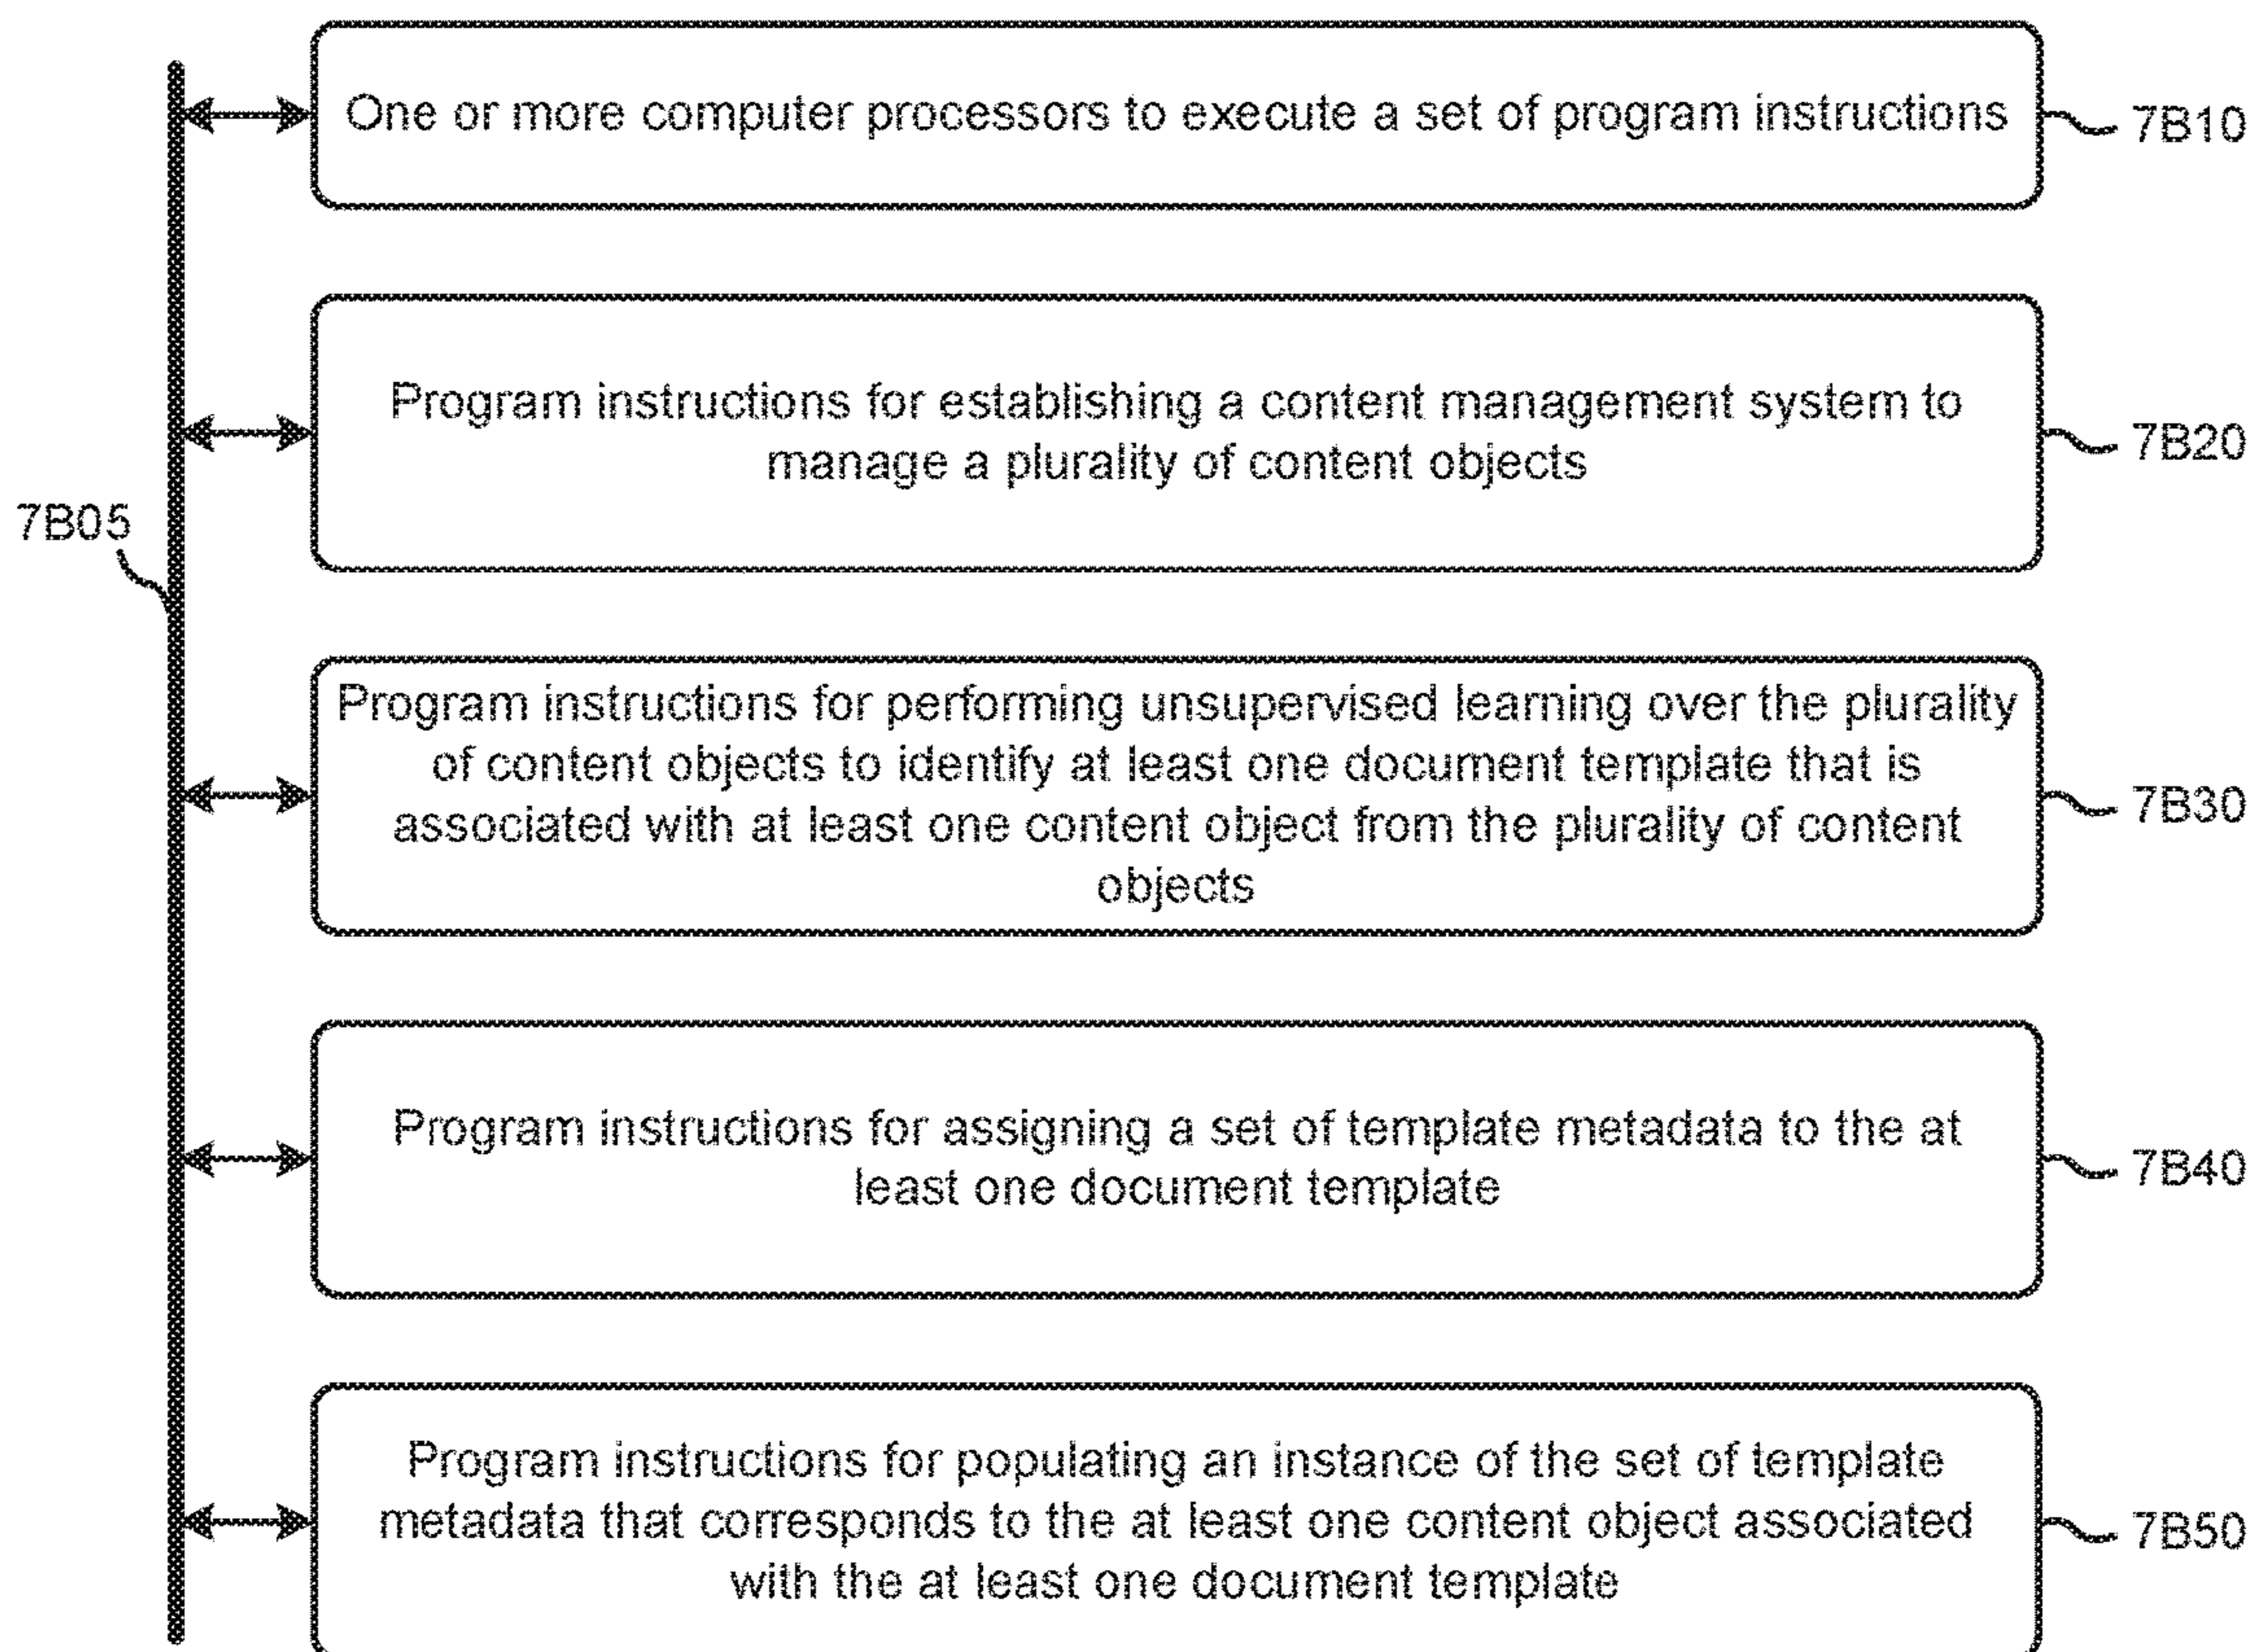 One or more computer processors to execute a set of program instructions
7B10
Program instructions for establishing a content management system to
manage a plurality of content objects
7B20
7B05
Program instructions for performing unsupervised learning over the plurality
of content objects to identify at least one document template that is
associated with at least one content object from the plurality of content
objects
7B30
Program instructions for assigning a set of template metadata to the at
least one document template
7B40
Program instructions for populating an instance of the set of template
metadata that corresponds to the at least one content object associated
with the at least one document template
7B50